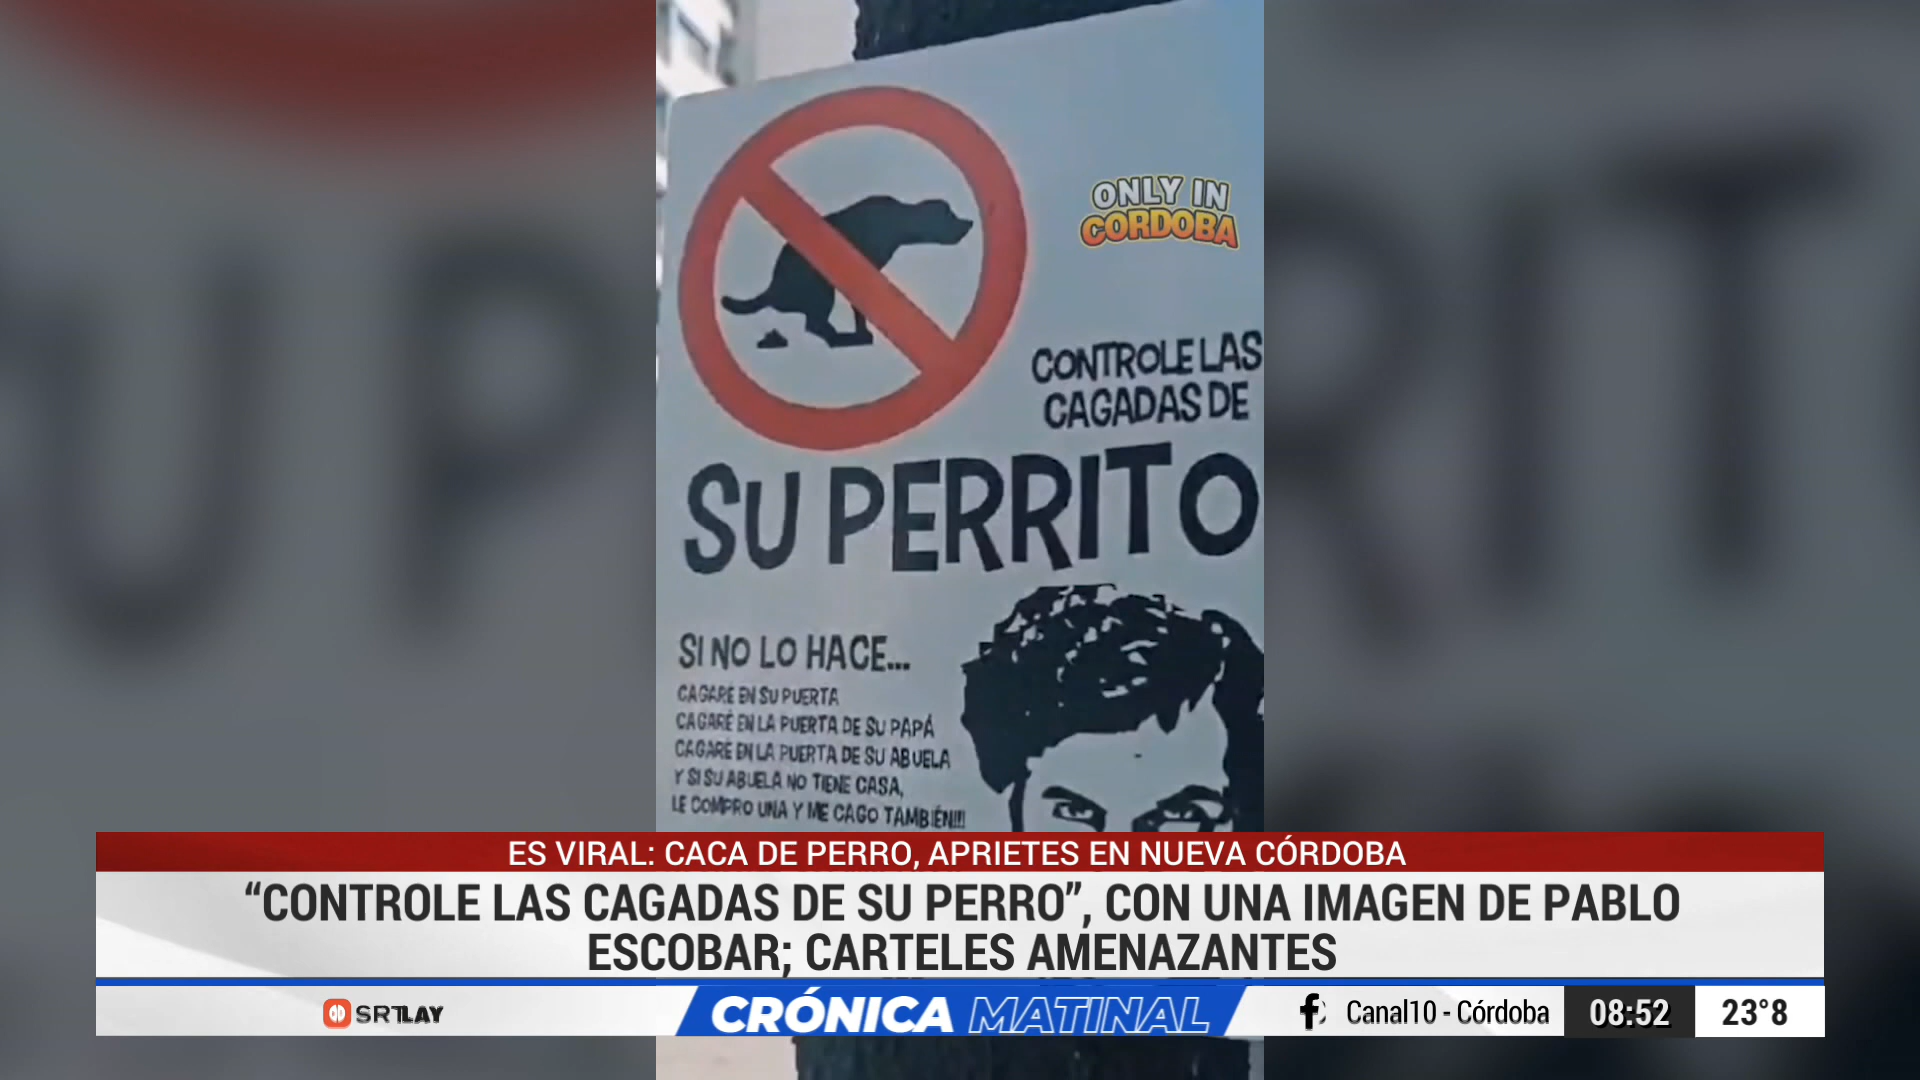 ONLY IN
CORDOBA
CONTROLE LAS
CAGADAS DE
SU PERRITO
SI NO LO HACE...
CAGARÉ EN SU PUERTA
CAGARÉ EN LA PUERTA DE SU PAPÁ
CAGARÉ EN LA PUERTA DE SU ABUELA
Y SI SU ABUELA NO TIENE CASA,
LE COMPRO UNA Y ME CAGO TAMBIÉN!!!
ES VIRAL: CACA DE PERRO, APRIETES EN NUEVA CÓRDOBA
“CONTROLE LAS CAGADAS DE SU PERRO”, CON UNA IMAGEN DE PABLO
ESCOBAR; CARTELES AMENAZANTES
CRÓNICA MATINAL
Canal10 - Córdoba
08:52
23°8